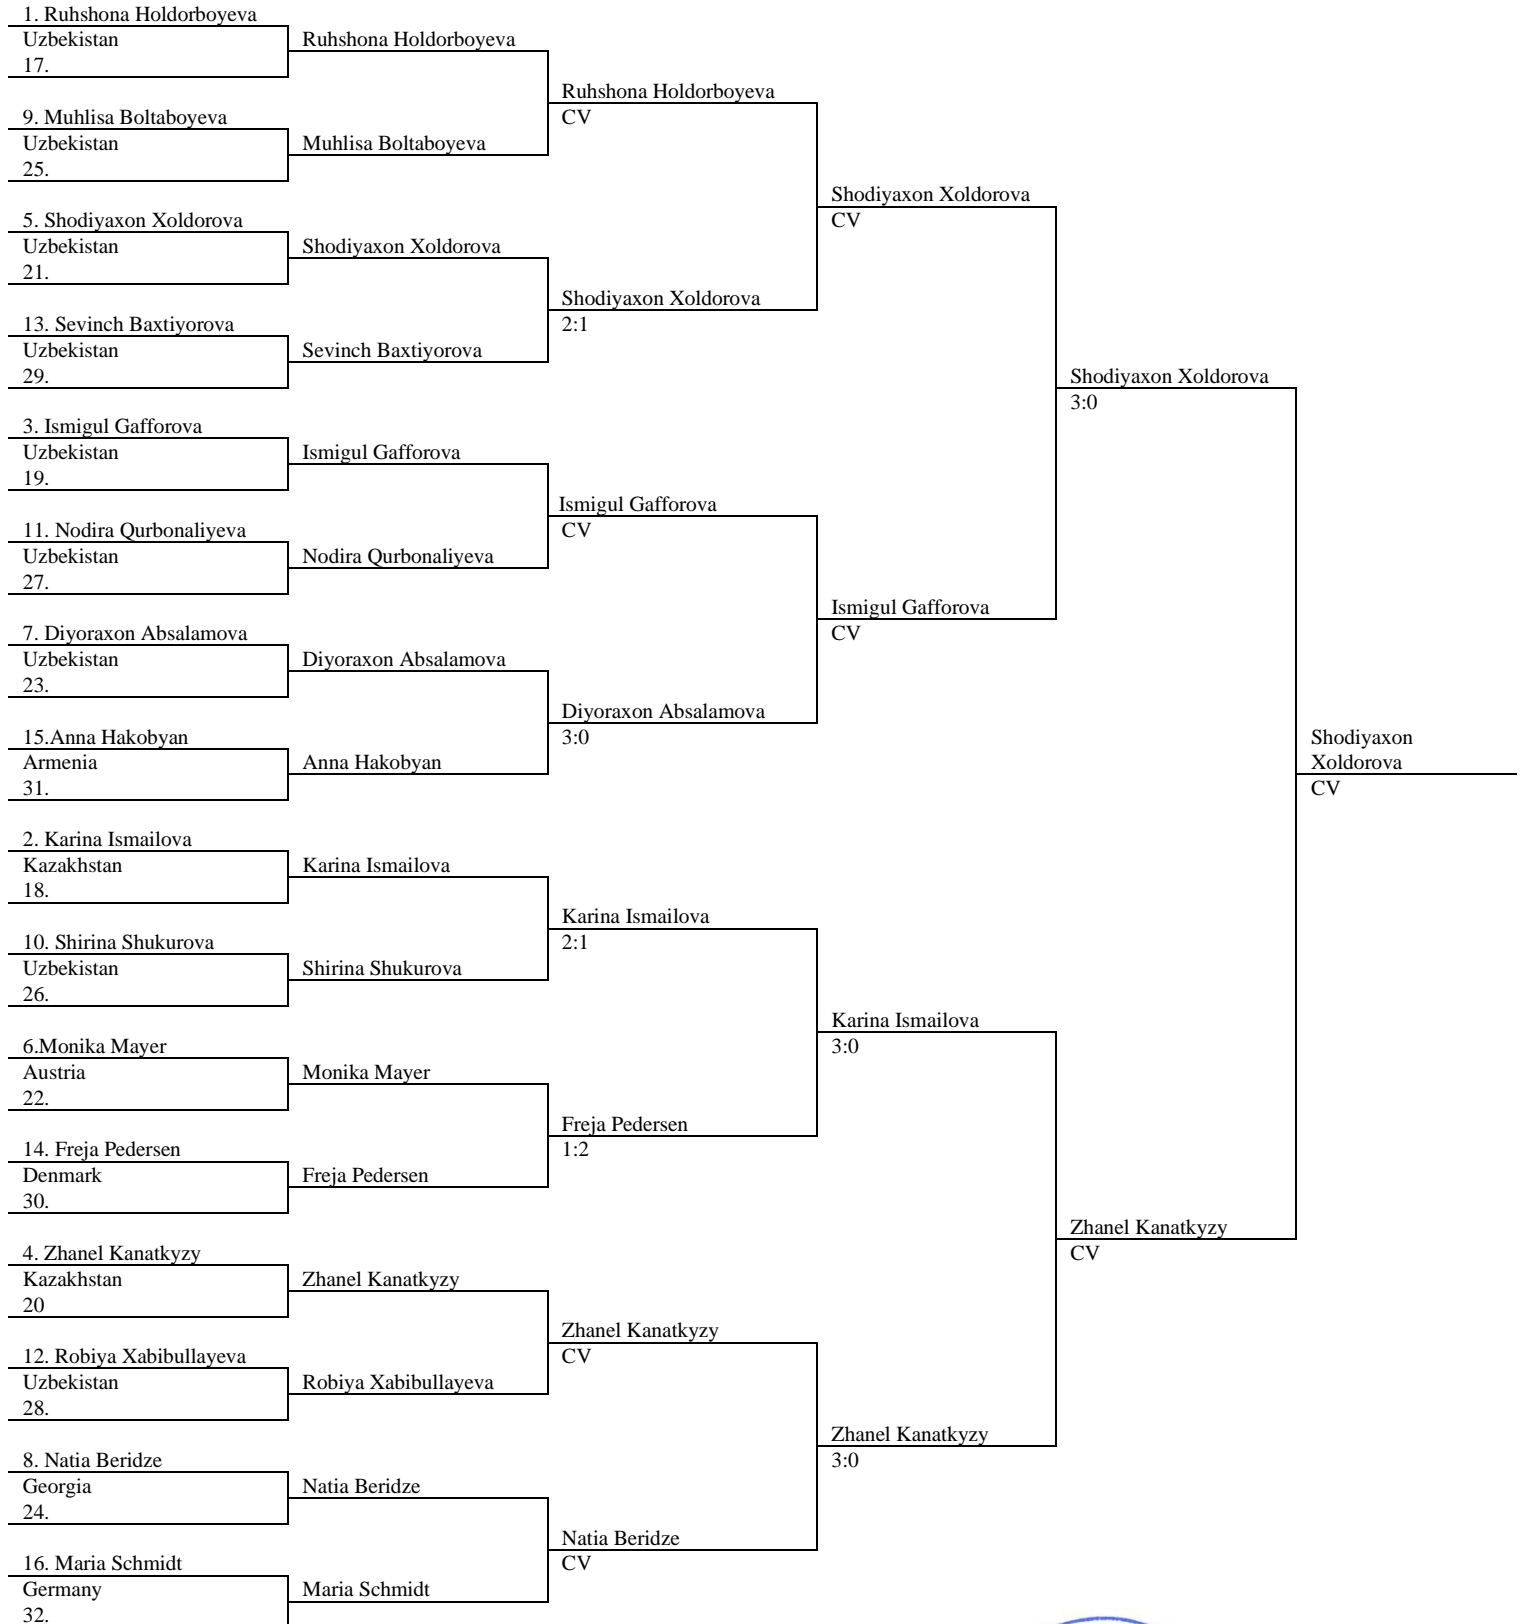 1. Ruhshona Holdorboyeva
Uzbekistan
17.
9. Muhlisa Boltaboyeva
Uzbekistan
25.
5. Shodiyaxon Xoldorova
Uzbekistan
21.
13. Sevinch Baxtiyorova
Uzbekistan
29.
3. Ismigul Gafforova
Uzbekistan
19.
11. Nodira Qurbonaliyeva
Uzbekistan
27.
7. Diyoraxon Absalamova
Uzbekistan
23.
15.Anna Hakobyan
Armenia
31.
2. Karina Ismailova
Kazakhstan
18.
10. Shirina Shukurova
Uzbekistan
26.
6.Monika Mayer
Austria
22.
14. Freja Pedersen
Denmark
30.
4. Zhanel Kanatkyzy
Kazakhstan
20
12. Robiya Xabibullayeva
Uzbekistan
28.
8. Natia Beridze
Georgia
24.
16. Maria Schmidt
Germany
32.
Ruhshona Holdorboyeva
Muhlisa Boltaboyeva
Shodiyaxon Xoldorova
Sevinch Baxtiyorova
Ismigul Gafforova
Nodira Qurbonaliyeva
Diyoraxon Absalamova
Anna Hakobyan
Karina Ismailova
Shirina Shukurova
Monika Mayer
Freja Pedersen
Zhanel Kanatkyzy
Robiya Xabibullayeva
Natia Beridze
Maria Schmidt
Ruhshona Holdorboyeva
CV
Shodiyaxon Xoldorova
2:1
Ismigul Gafforova
CV
Diyoraxon Absalamova
3:0
Karina Ismailova
2:1
Freja Pedersen
1:2
Zhanel Kanatkyzy
CV
Natia Beridze
CV
Shodiyaxon Xoldorova
CV
Ismigul Gafforova
CV
Karina Ismailova
3:0
Zhanel Kanatkyzy
3:0
Shodiyaxon Xoldorova
3:0
Zhanel Kanatkyzy
CV
Shodiyaxon
Xoldorova
CV